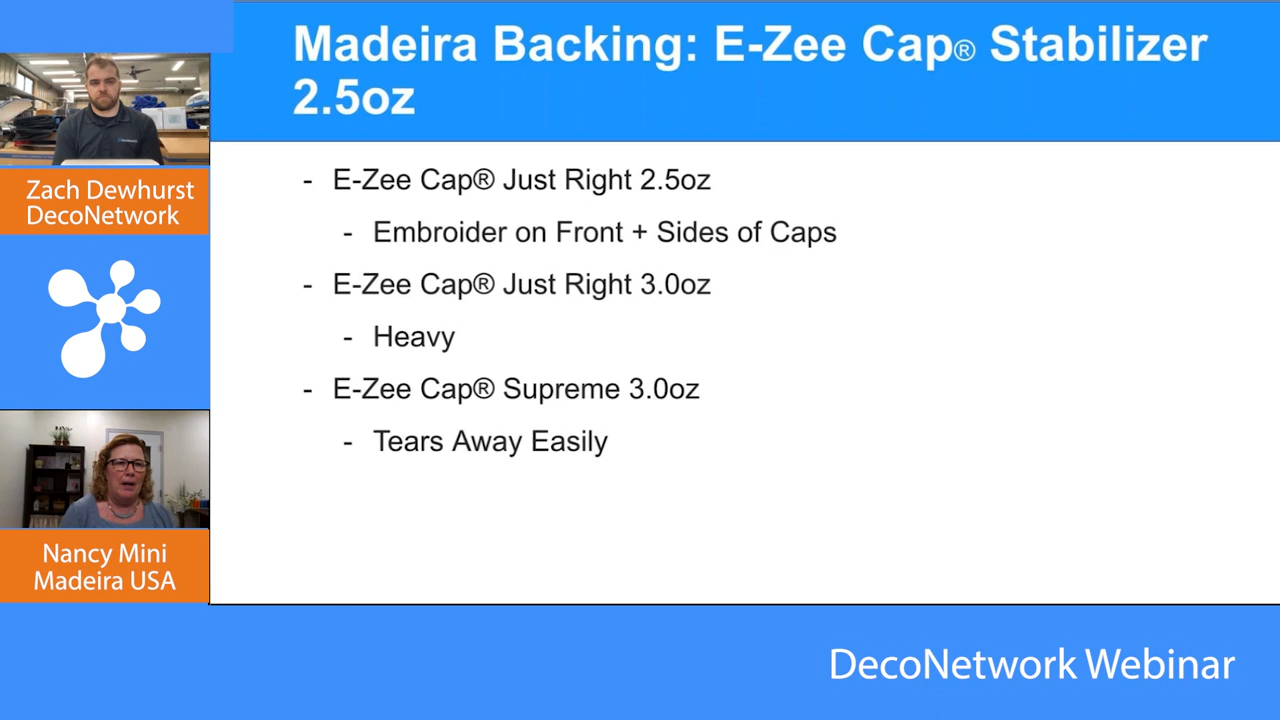 Madeira Backing: E-Zee Cap® Stabilizer
2.5oz
Zach Dewhurst
DecoNetwork
- E-Zee Cap® Just Right 2.5oz
- Embroider on Front + Sides of Caps
- E-Zee Cap® Just Right 3.0oz
- Heavy
- E-Zee Cap® Supreme 3.0oz
- Tears Away Easily
Nancy Mini
Madeira USA
DecoNetwork Webinar